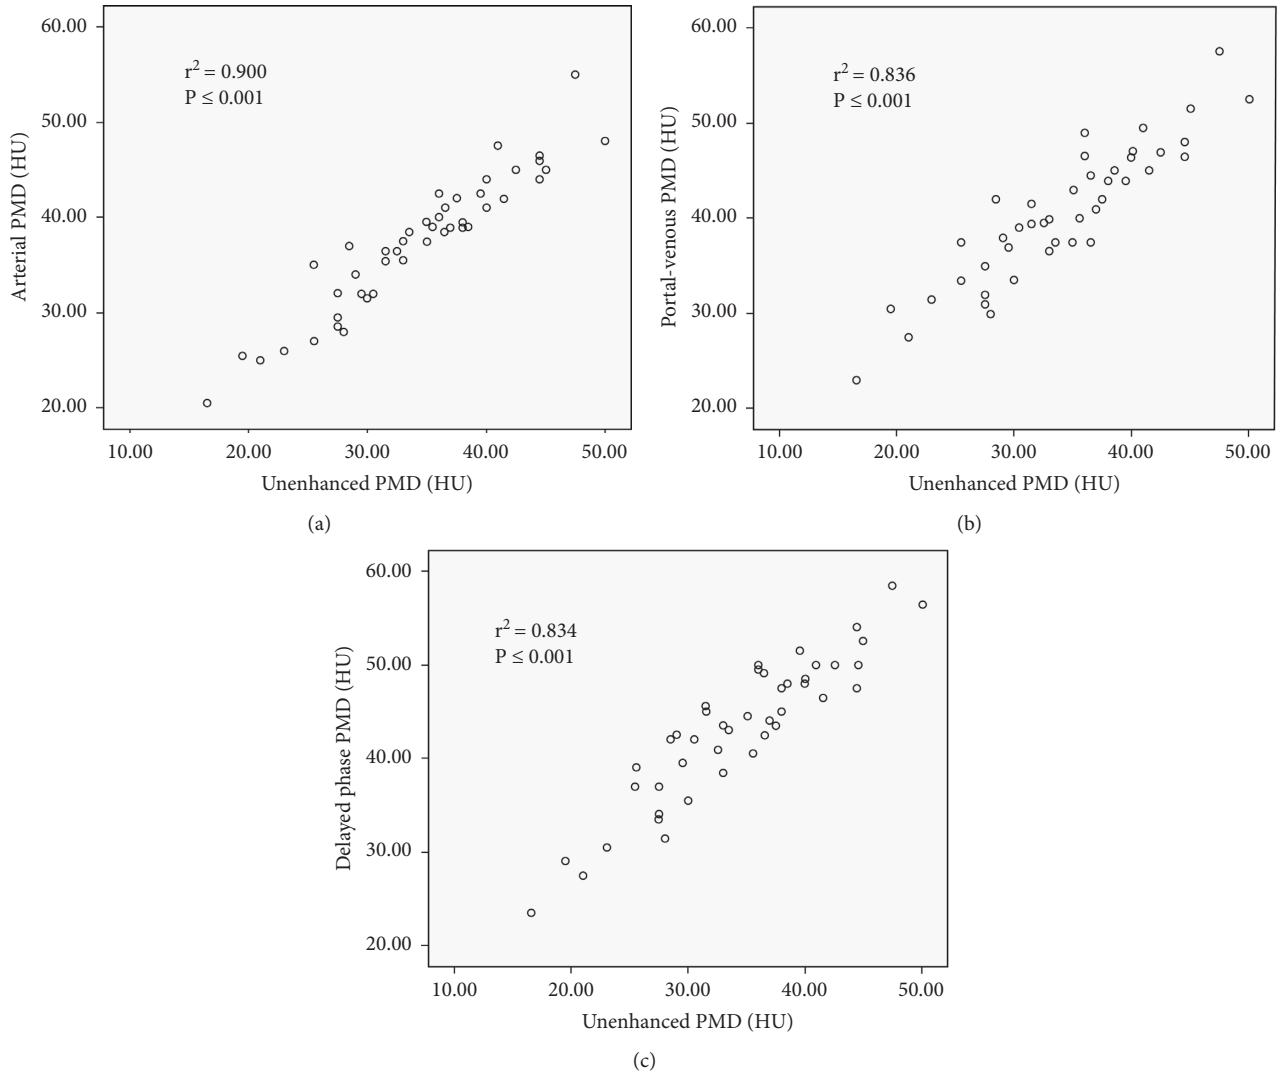 60.00
50.00
40.00
30.00
20.00
Arterial PMD (HU)
r² = 0.900
P ≤ 0.001
10.00 20.00 30.00 40.00 50.00
Unenhanced PMD (HU)
(a)
60.00
50.00
40.00
30.00
20.00
Portal-venous PMD (HU)
r² = 0.836
P ≤ 0.001
10.00 20.00 30.00 40.00 50.00
Unenhanced PMD (HU)
(b)
60.00
50.00
40.00
30.00
20.00
Delayed phase PMD (HU)
r² = 0.834
P ≤ 0.001
10.00 20.00 30.00 40.00 50.00
Unenhanced PMD (HU)
(c)